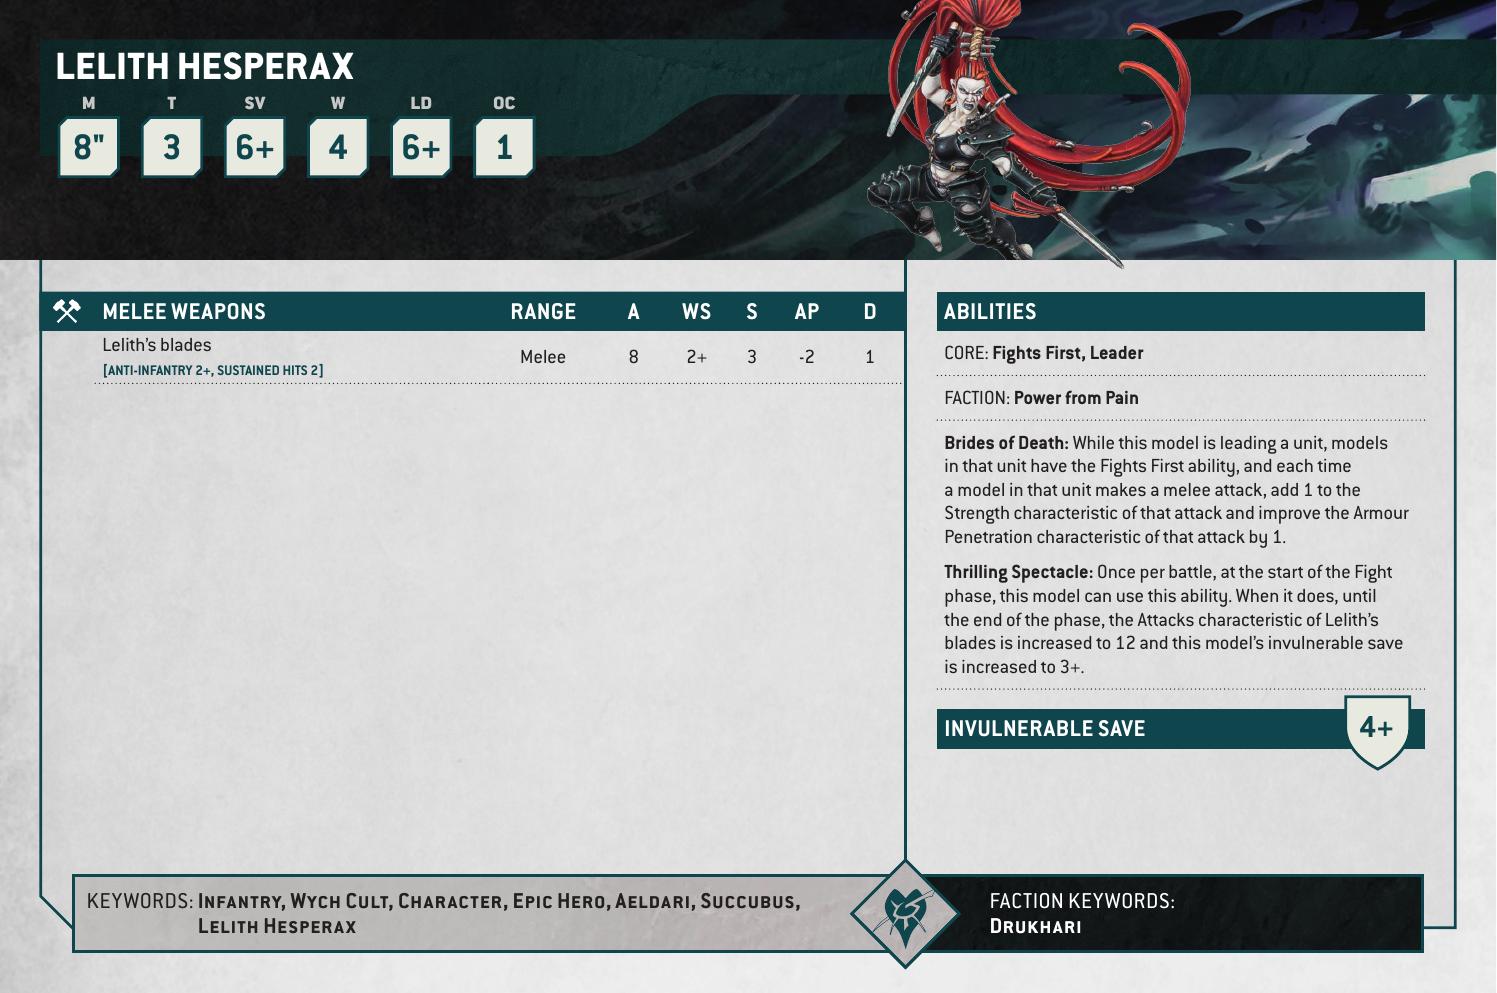 LELITH HESPERAX
M T SV W LD OC
8" 3 6+ 4 6+ 1
MELEE WEAPONS RANGE A WS S AP D
Lelith’s blades
[ANTI-INFANTRY 2+, SUSTAINED HITS 2]
Melee 8 2+ 3 -2 1
ABILITIES
CORE: Fights First, Leader
FACTION: Power from Pain
Brides of Death: While this model is leading a unit, models
in that unit have the Fights First ability, and each time
a model in that unit makes a melee attack, add 1 to the
Strength characteristic of that attack and improve the Armour
Penetration characteristic of that attack by 1.
Thrilling Spectacle: Once per battle, at the start of the Fight
phase, this model can use this ability. When it does, until
the end of the phase, the Attacks characteristic of Lelith’s
blades is increased to 12 and this model’s invulnerable save
is increased to 3+.
INVULNERABLE SAVE 4+
KEYWORDS: Infantry, Wych Cult, Character, Epic Hero, Aeldari, Succubus,
Lelith Hesperax
FACTION KEYWORDS:
Drukhari